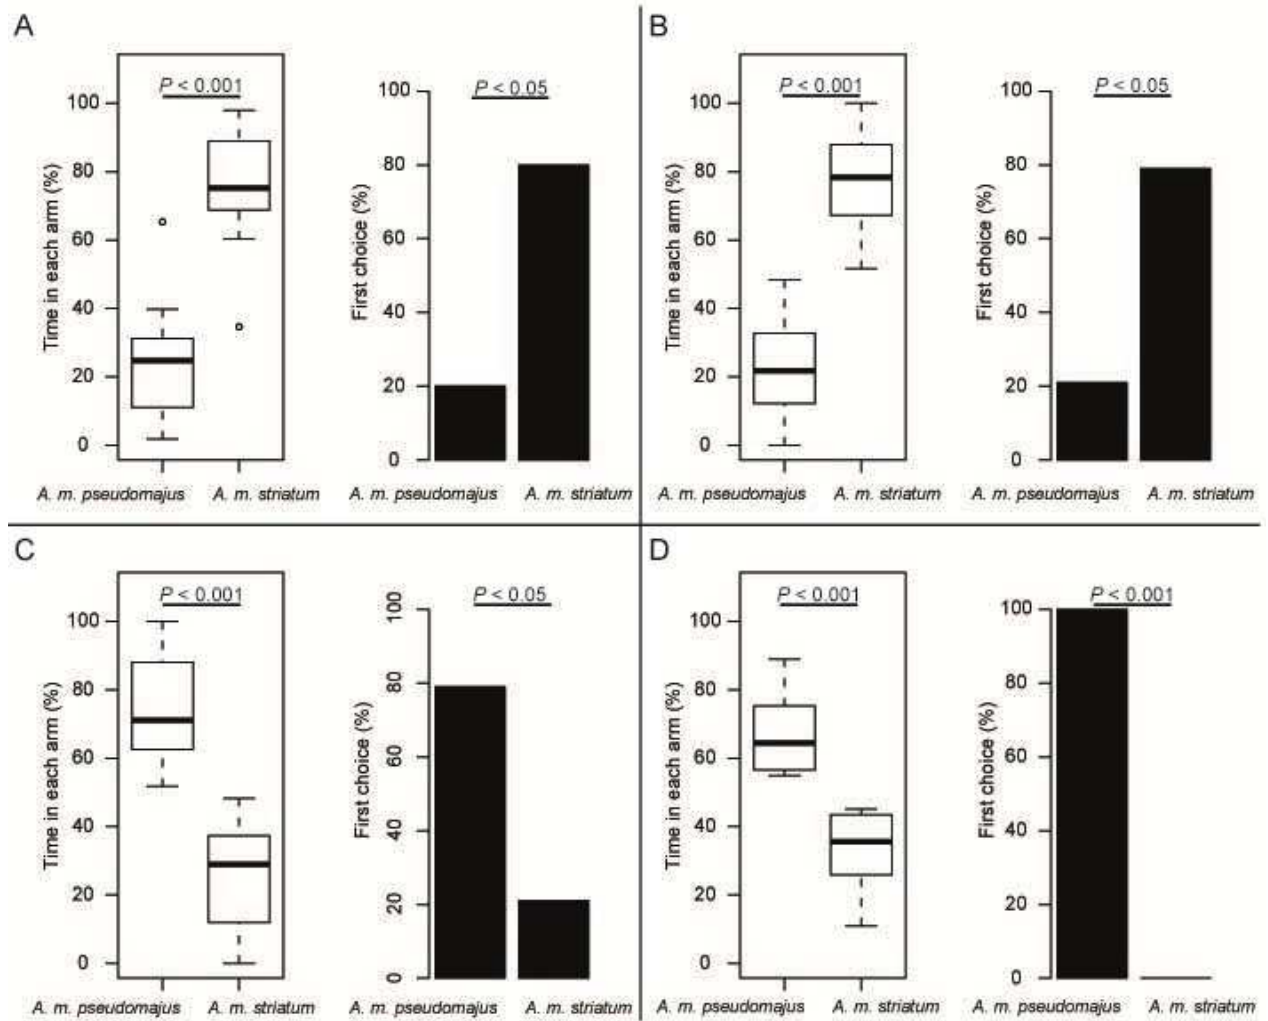 A
P < 0.001
100
80
60
40
20
0
Time in each arm (%)
A. m. pseudomajus
A. m. striatum
P < 0.05
100
80
60
40
20
0
First choice (%)
A. m. pseudomajus
A. m. striatum
B
P < 0.001
100
80
60
40
20
0
Time in each arm (%)
A. m. pseudomajus
A. m. striatum
P < 0.05
100
80
60
40
20
0
First choice (%)
A. m. pseudomajus
A. m. striatum
C
P < 0.001
100
80
60
40
20
0
Time in each arm (%)
A. m. pseudomajus
A. m. striatum
P < 0.05
100
80
60
40
20
0
First choice (%)
A. m. pseudomajus
A. m. striatum
D
P < 0.001
100
80
60
40
20
0
Time in each arm (%)
A. m. pseudomajus
A. m. striatum
P < 0.001
100
80
60
40
20
0
First choice (%)
A. m. pseudomajus
A. m. striatum